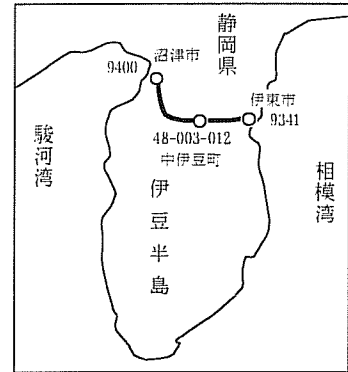 静岡県
沼津市
9400
伊東市
9341
48-003-012
中伊豆町
駿河湾
伊豆半島
相模湾